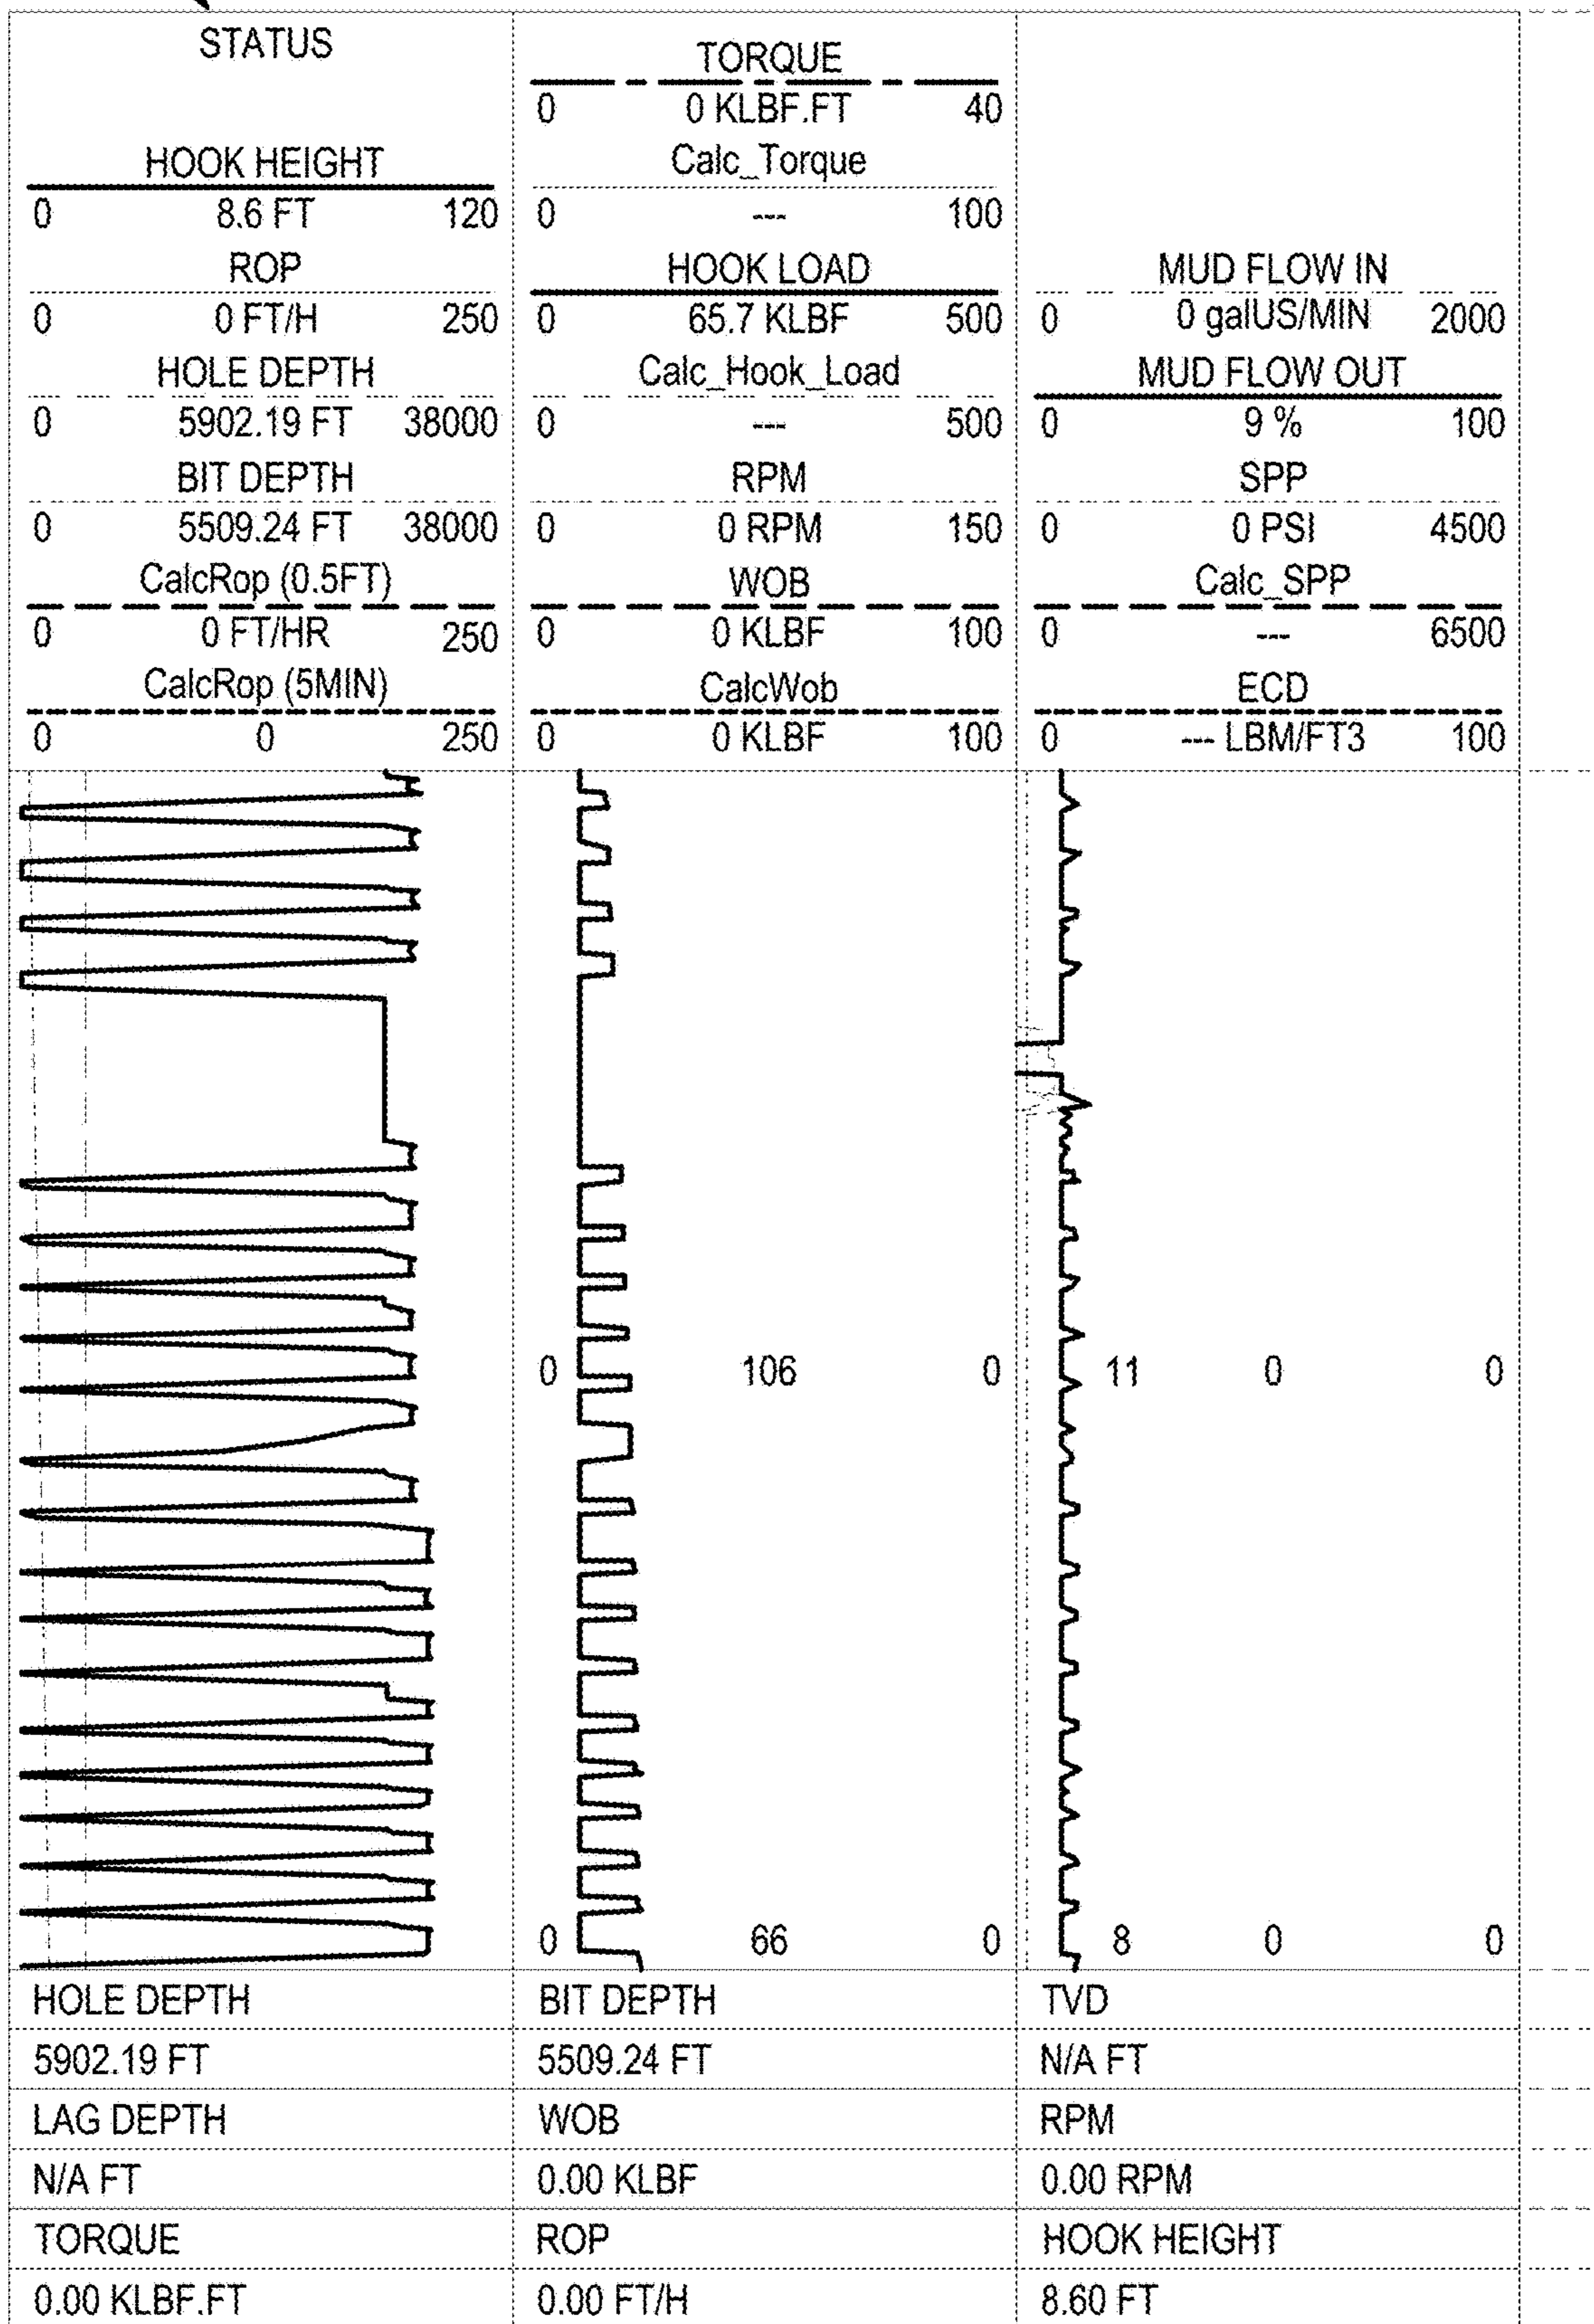 STATUS
HOOK HEIGHT
0 8.6 FT 120
ROP
0 0 FT/H 250
HOLE DEPTH
0 5902.19 FT 38000
BIT DEPTH
0 5509.24 FT 38000
CalcRop (0.5FT)
0 0 FT/HR 250
CalcRop (5MIN)
0 0 250
TORQUE
0 0 KLBF.FT 40
Calc_Torque
0 --- 100
HOOK LOAD
0 65.7 KLBF 500
Calc_Hook_Load
0 --- 500
RPM
0 0 RPM 150
WOB
0 0 KLBF 100
CalcWob
0 0 KLBF 100
MUD FLOW IN
0 0 galUS/MIN 2000
MUD FLOW OUT
0 9 % 100
SPP
0 0 PSI 4500
Calc_SPP
0 --- 6500
ECD
0 --- LBM/FT3 100
0 106 0 11 0 0
0 66 0 8 0 0
HOLE DEPTH BIT DEPTH TVD
5902.19 FT 5509.24 FT N/A FT
LAG DEPTH WOB RPM
N/A FT 0.00 KLBF 0.00 RPM
TORQUE ROP HOOK HEIGHT
0.00 KLBF.FT 0.00 FT/H 8.60 FT